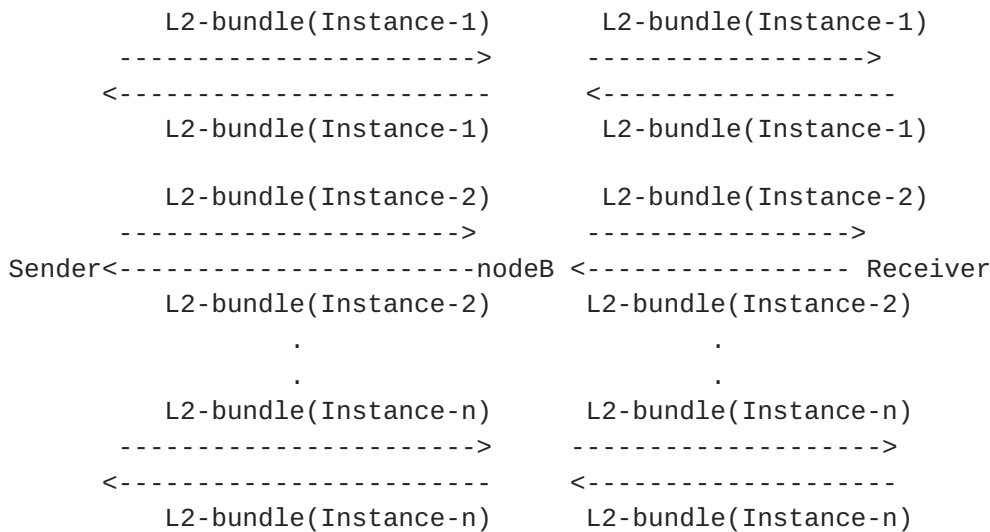 L2-bundle(Instance-1) L2-bundle(Instance-1)
-----------------------> ------------------>
<------------------------ <-------------------
L2-bundle(Instance-1) L2-bundle(Instance-1)
L2-bundle(Instance-2) L2-bundle(Instance-2)
----------------------> ----------------->
Sender<-----------------------nodeB <----------------- Receiver
L2-bundle(Instance-2) L2-bundle(Instance-2)
. .
. .
L2-bundle(Instance-n) L2-bundle(Instance-n)
-----------------------> -------------------->
<------------------------ <--------------------
L2-bundle(Instance-n) L2-bundle(Instance-n)